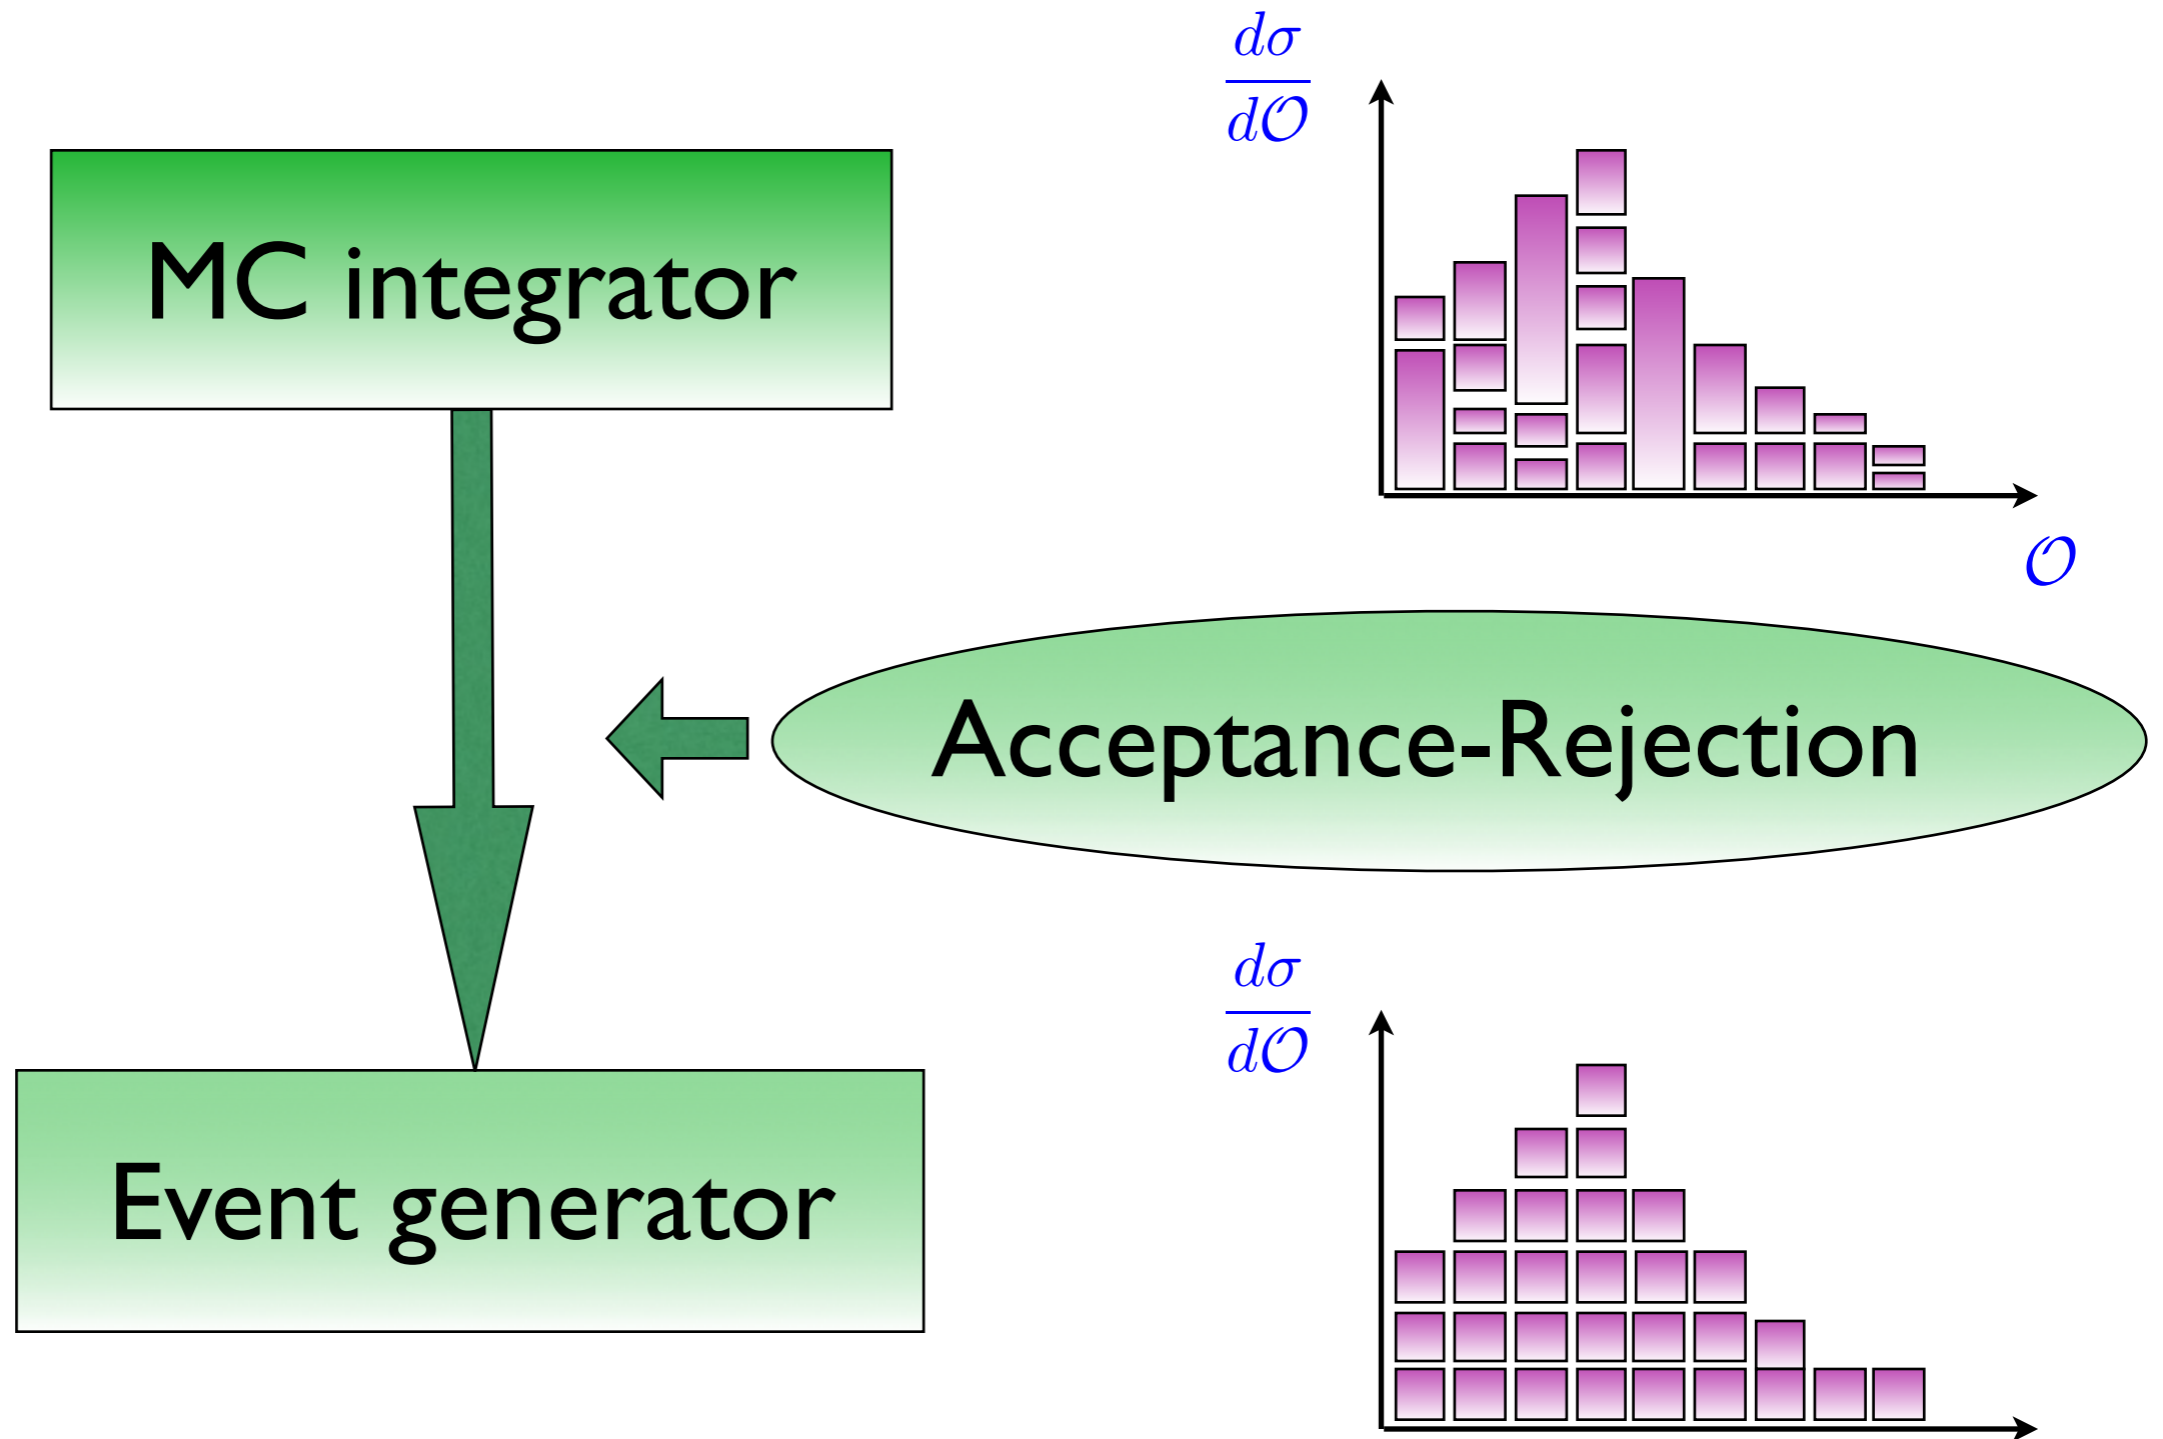 dσ
d𝒪
MC integrator
𝒪
Acceptance-Rejection
dσ
d𝒪
Event generator